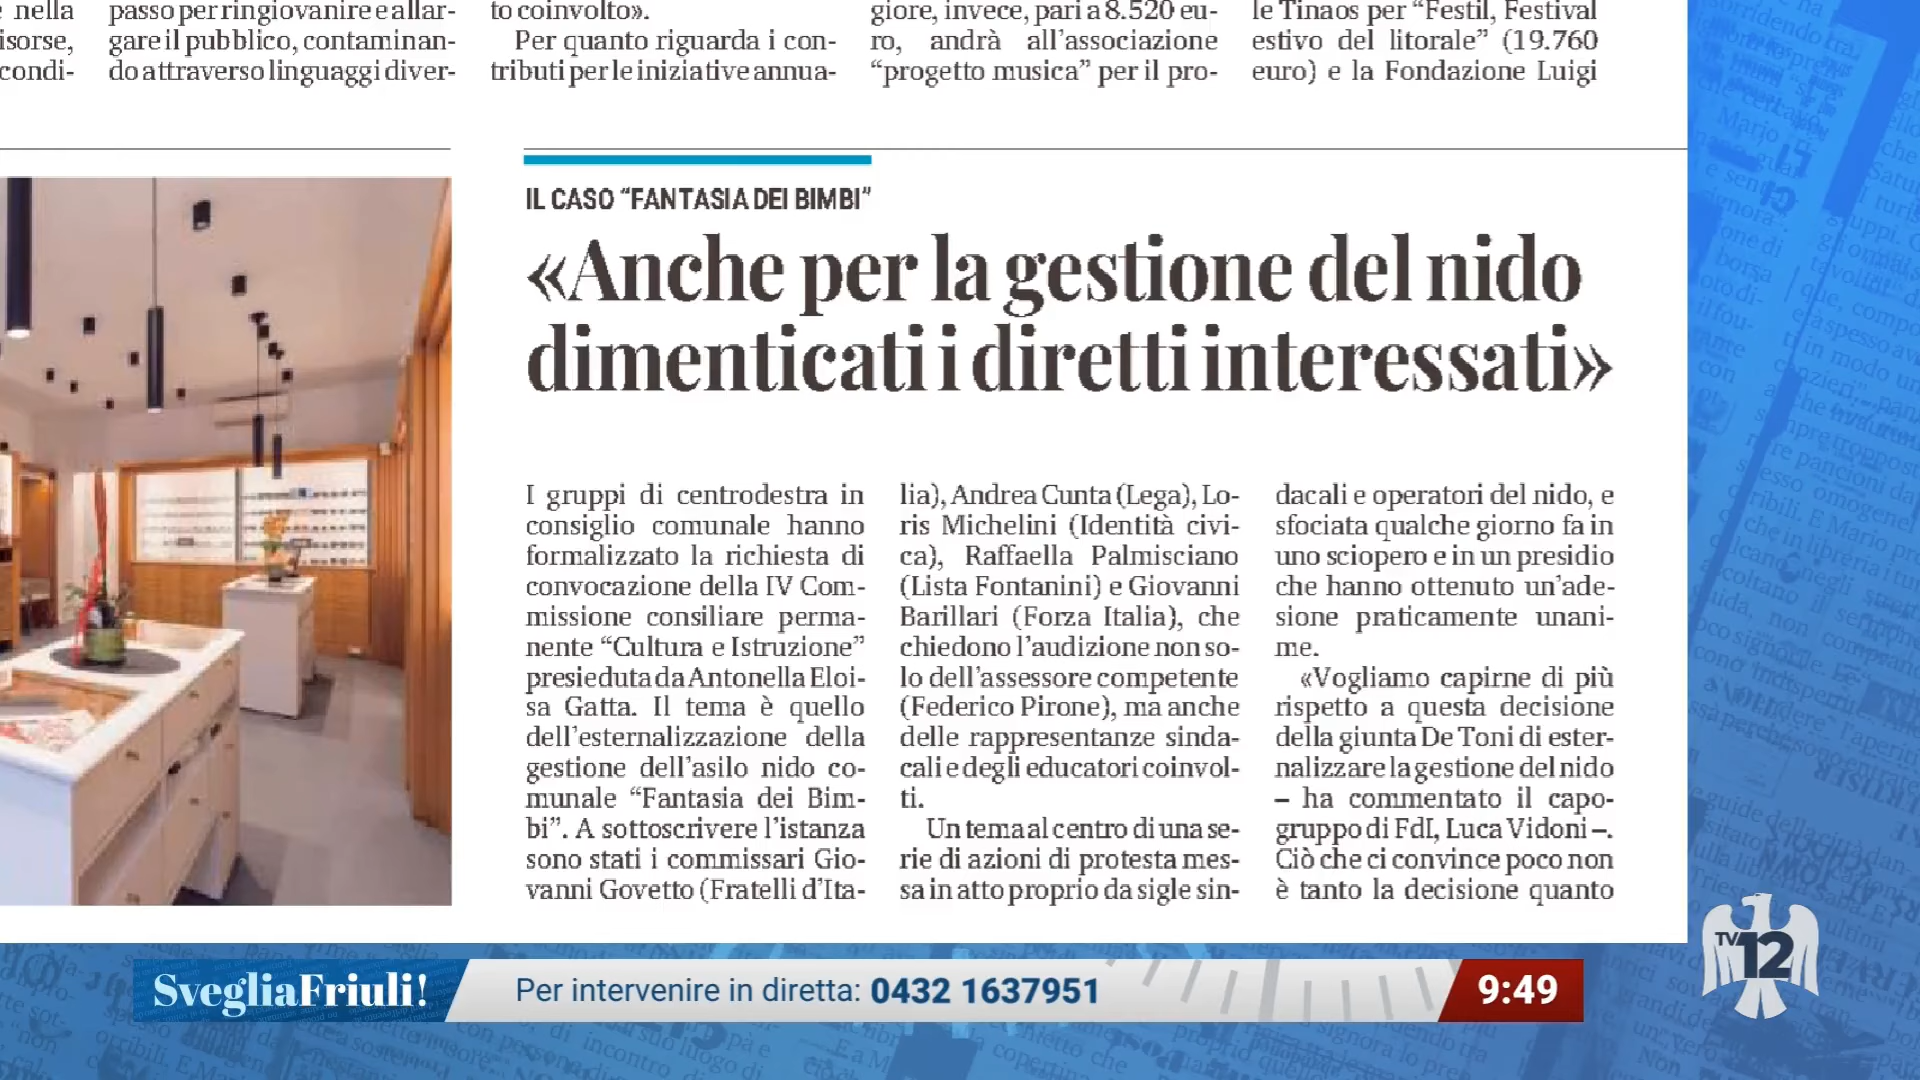 nella
isorse,
condi-
passo per ringiovanire e allar-
gare il pubblico, contaminan-
do attraverso linguaggi diver-
to coinvolto».
Per quanto riguarda i con-
tributi per le iniziative annua-
giore, invece, pari a 8.520 eu-
ro, andrà all'associazione
“progetto musica” per il pro-
le Tinaos per “Festil, Festival
estivo del litorale” (19.760
euro) e la Fondazione Luigi
IL CASO “FANTASIA DEI BIMBI”
«Anche per la gestione del nido
dimenticati i diretti interessati»
I gruppi di centrodestra in
consiglio comunale hanno
formalizzato la richiesta di
convocazione della IV Com-
missione consiliare perma-
nente “Cultura e Istruzione”
presieduta da Antonella Eloi-
sa Gatta. Il tema è quello
dell'esternalizzazione della
gestione dell'asilo nido co-
munale “Fantasia dei Bim-
bi”. A sottoscrivere l'istanza
sono stati i commissari Gio-
vanni Govetto (Fratelli d'Ita-
lia), Andrea Cunta (Lega), Lo-
ris Michelini (Identità civi-
ca), Raffaella Palmisciano
(Lista Fontanini) e Giovanni
Barillari (Forza Italia), che
chiedono l'audizione non so-
lo dell'assessore competente
(Federico Pirone), ma anche
delle rappresentanze sinda-
cali e degli educatori coinvol-
ti.
Un tema al centro di una se-
rie di azioni di protesta mes-
sa in atto proprio da sigle sin-
dacali e operatori del nido, e
sfociata qualche giorno fa in
uno sciopero e in un presidio
che hanno ottenuto un'ade-
sione praticamente unani-
me.
«Vogliamo capirne di più
rispetto a questa decisione
della giunta De Toni di ester-
nalizzare la gestione del nido
– ha commentato il capo-
gruppo di FdI, Luca Vidoni –.
Ciò che ci convince poco non
è tanto la decisione quanto
SvegliaFriuli!
Per intervenire in diretta: 0432 1637951
9:49
TV12